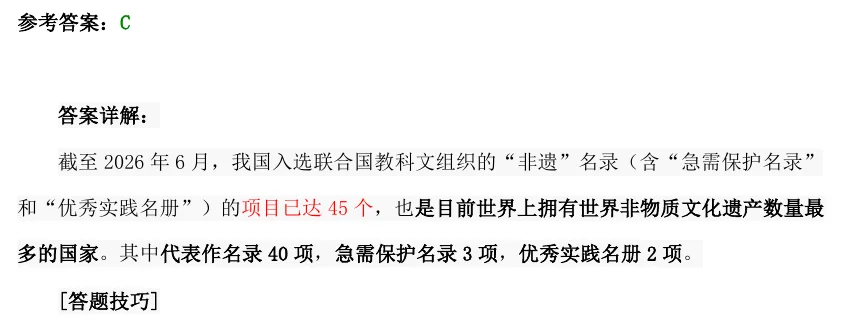 参考答案：C
答案详解：
截至 2026 年 6 月，我国入选联合国教科文组织的“非遗”名录（含“急需保护名录”
和“优秀实践名册”）的项目已达 45 个，也是目前世界上拥有世界非物质文化遗产数量最
多的国家。其中代表作名录 40 项，急需保护名录 3 项，优秀实践名册 2 项。
[答题技巧]